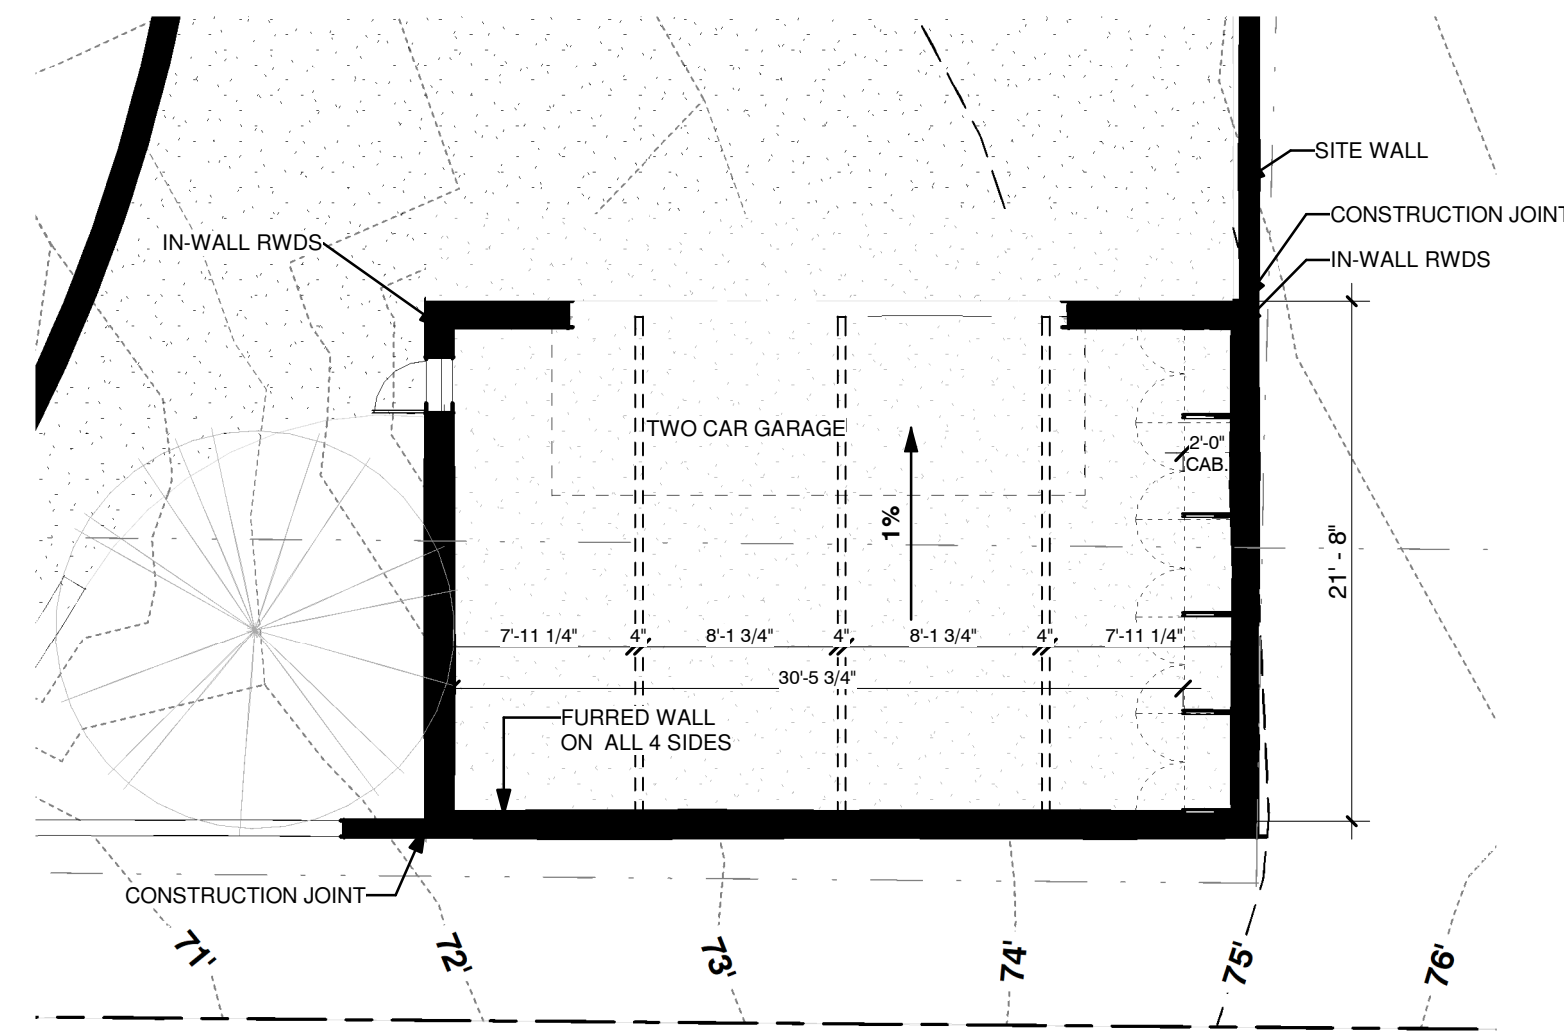 SITE WALL
CONSTRUCTION JOINT
IN-WALL RWDS
IN-WALL RWDS
TWO CAR GARAGE
2'-0"
CAB.
1%
21' - 8"
7'-11 1/4"
4"
8'-1 3/4"
4"
8'-1 3/4"
4"
7'-11 1/4"
30'-5 3/4"
FURRED WALL
ON ALL 4 SIDES
CONSTRUCTION JOINT
71'
72'
73'
74'
75'
76'